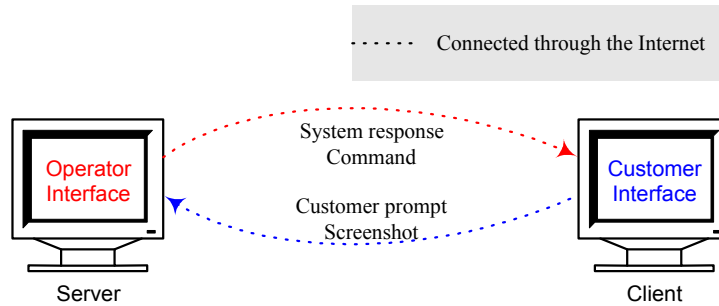 Connected through the Internet
System response
Command
Operator
Interface
Customer
Interface
Customer prompt
Screenshot
Server
Client